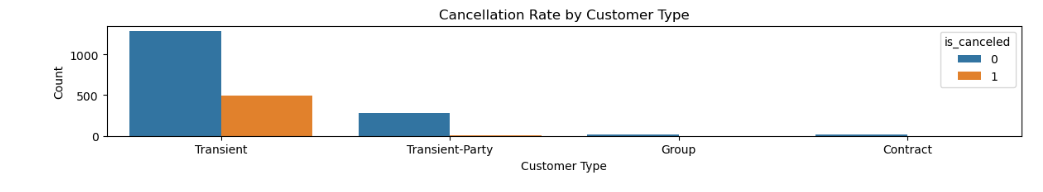 Cancellation Rate by Customer Type
is_canceled
0
1
1000
500
0
Count
Transient
Transient-Party
Group
Contract
Customer Type